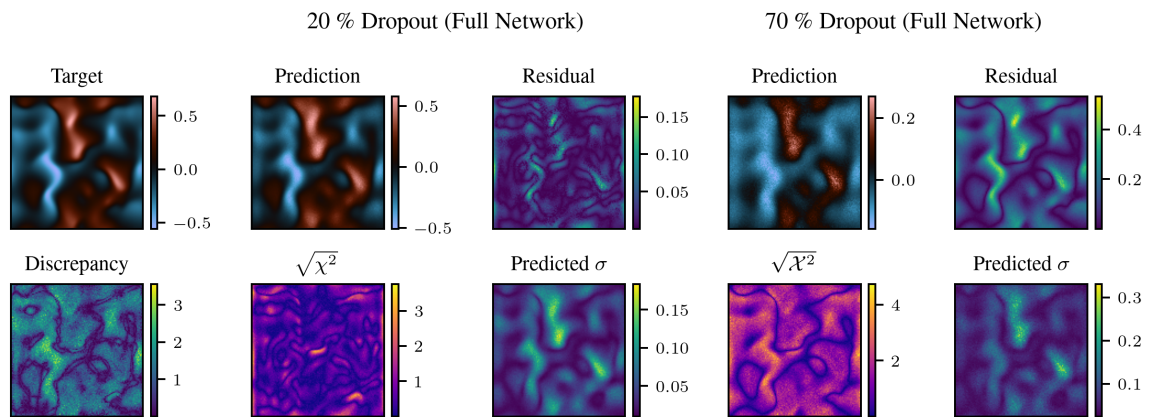 20 % Dropout (Full Network)
70 % Dropout (Full Network)
Target
Prediction
Residual
Prediction
Residual
0.5
0.0
−0.5
0.5
0.0
−0.5
0.15
0.10
0.05
0.2
0.0
0.4
0.2
Discrepancy
√χ²
Predicted σ
√𝒳²
Predicted σ
3
2
1
3
2
1
0.15
0.10
0.05
4
2
0.3
0.2
0.1